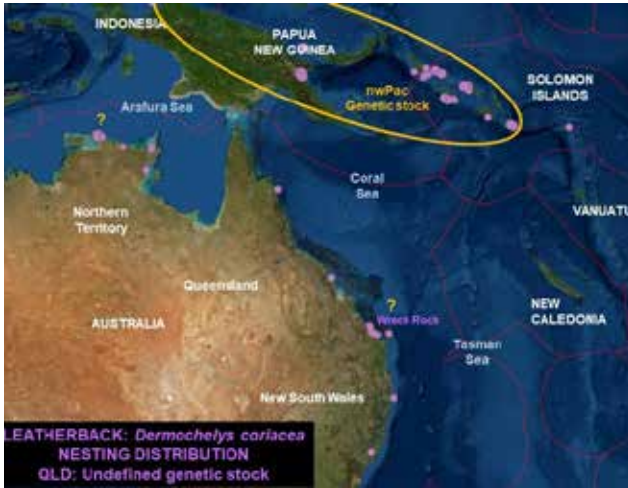 INDONESIA
PAPUA
NEW GUINEA
nwPac
Genetic stock
SOLOMON
ISLANDS
Arafura Sea
?
Coral
Sea
Northern
Territory
VANUATU
Queensland
?
Wreck Rock
NEW
CALEDONIA
AUSTRALIA
Tasman
Sea
New South Wales
LEATHERBACK: Dermochelys coriacea
NESTING DISTRIBUTION
QLD: Undefined genetic stock